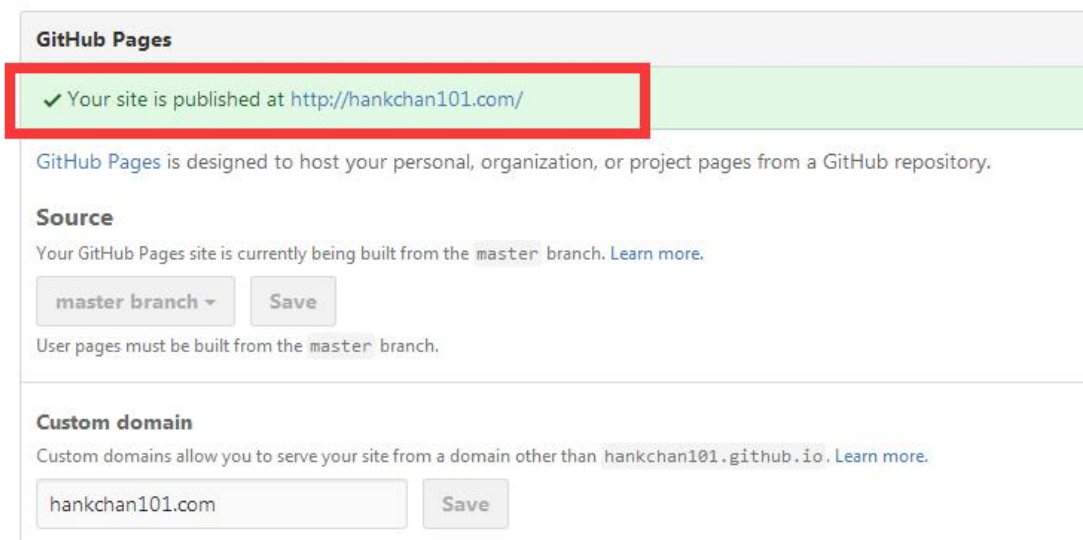 GitHub Pages
✔ Your site is published at http://hankchan101.com/
GitHub Pages is designed to host your personal, organization, or project pages from a GitHub repository.
Source
Your GitHub Pages site is currently being built from the master branch. Learn more.
master branch Save
User pages must be built from the master branch.
Custom domain
Custom domains allow you to serve your site from a domain other than hankchan101.github.io. Learn more.
hankchan101.com Save